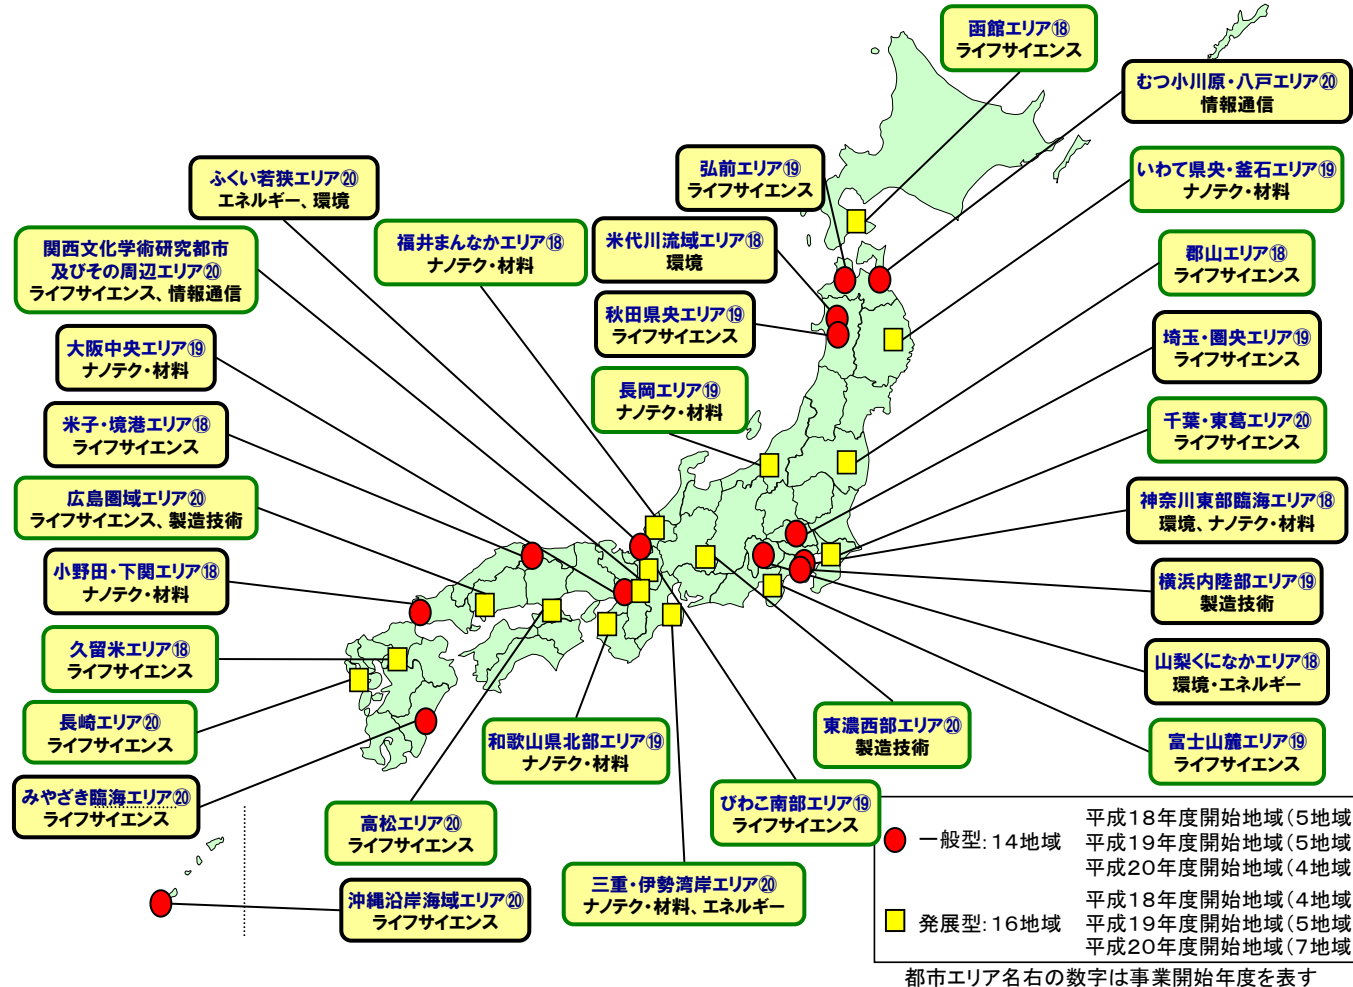 函館エリア⑱
ライフサイエンス
むつ小川原・八戸エリア⑳
情報通信
弘前エリア⑲
ライフサイエンス
いわて県央・釜石エリア⑲
ナノテク・材料
ふくい若狭エリア⑳
エネルギー、環境
福井まんなかエリア⑱
ナノテク・材料
米代川流域エリア⑱
環境
郡山エリア⑱
ライフサイエンス
関西文化学術研究都市
及びその周辺エリア⑳
ライフサイエンス、情報通信
秋田県央エリア⑲
ライフサイエンス
埼玉・圏央エリア⑲
ライフサイエンス
大阪中央エリア⑲
ナノテク・材料
長岡エリア⑲
ナノテク・材料
千葉・東葛エリア⑳
ライフサイエンス
米子・境港エリア⑱
ライフサイエンス
広島圏域エリア⑳
ライフサイエンス、製造技術
神奈川東部臨海エリア⑱
環境、ナノテク・材料
小野田・下関エリア⑱
ナノテク・材料
横浜内陸部エリア⑲
製造技術
久留米エリア⑱
ライフサイエンス
山梨くになかエリア⑱
環境・エネルギー
長崎エリア⑳
ライフサイエンス
和歌山県北部エリア⑲
ナノテク・材料
東濃西部エリア⑳
製造技術
富士山麓エリア⑲
ライフサイエンス
みやざき臨海エリア⑳
ライフサイエンス
高松エリア⑳
ライフサイエンス
びわこ南部エリア⑲
ライフサイエンス
沖縄沿岸海域エリア⑳
ライフサイエンス
三重・伊勢湾岸エリア⑳
ナノテク・材料、エネルギー
一般型:14地域
平成18年度開始地域(5地域
平成19年度開始地域(5地域
平成20年度開始地域(4地域
発展型:16地域
平成18年度開始地域(4地域
平成19年度開始地域(5地域
平成20年度開始地域(7地域
都市エリア名右の数字は事業開始年度を表す